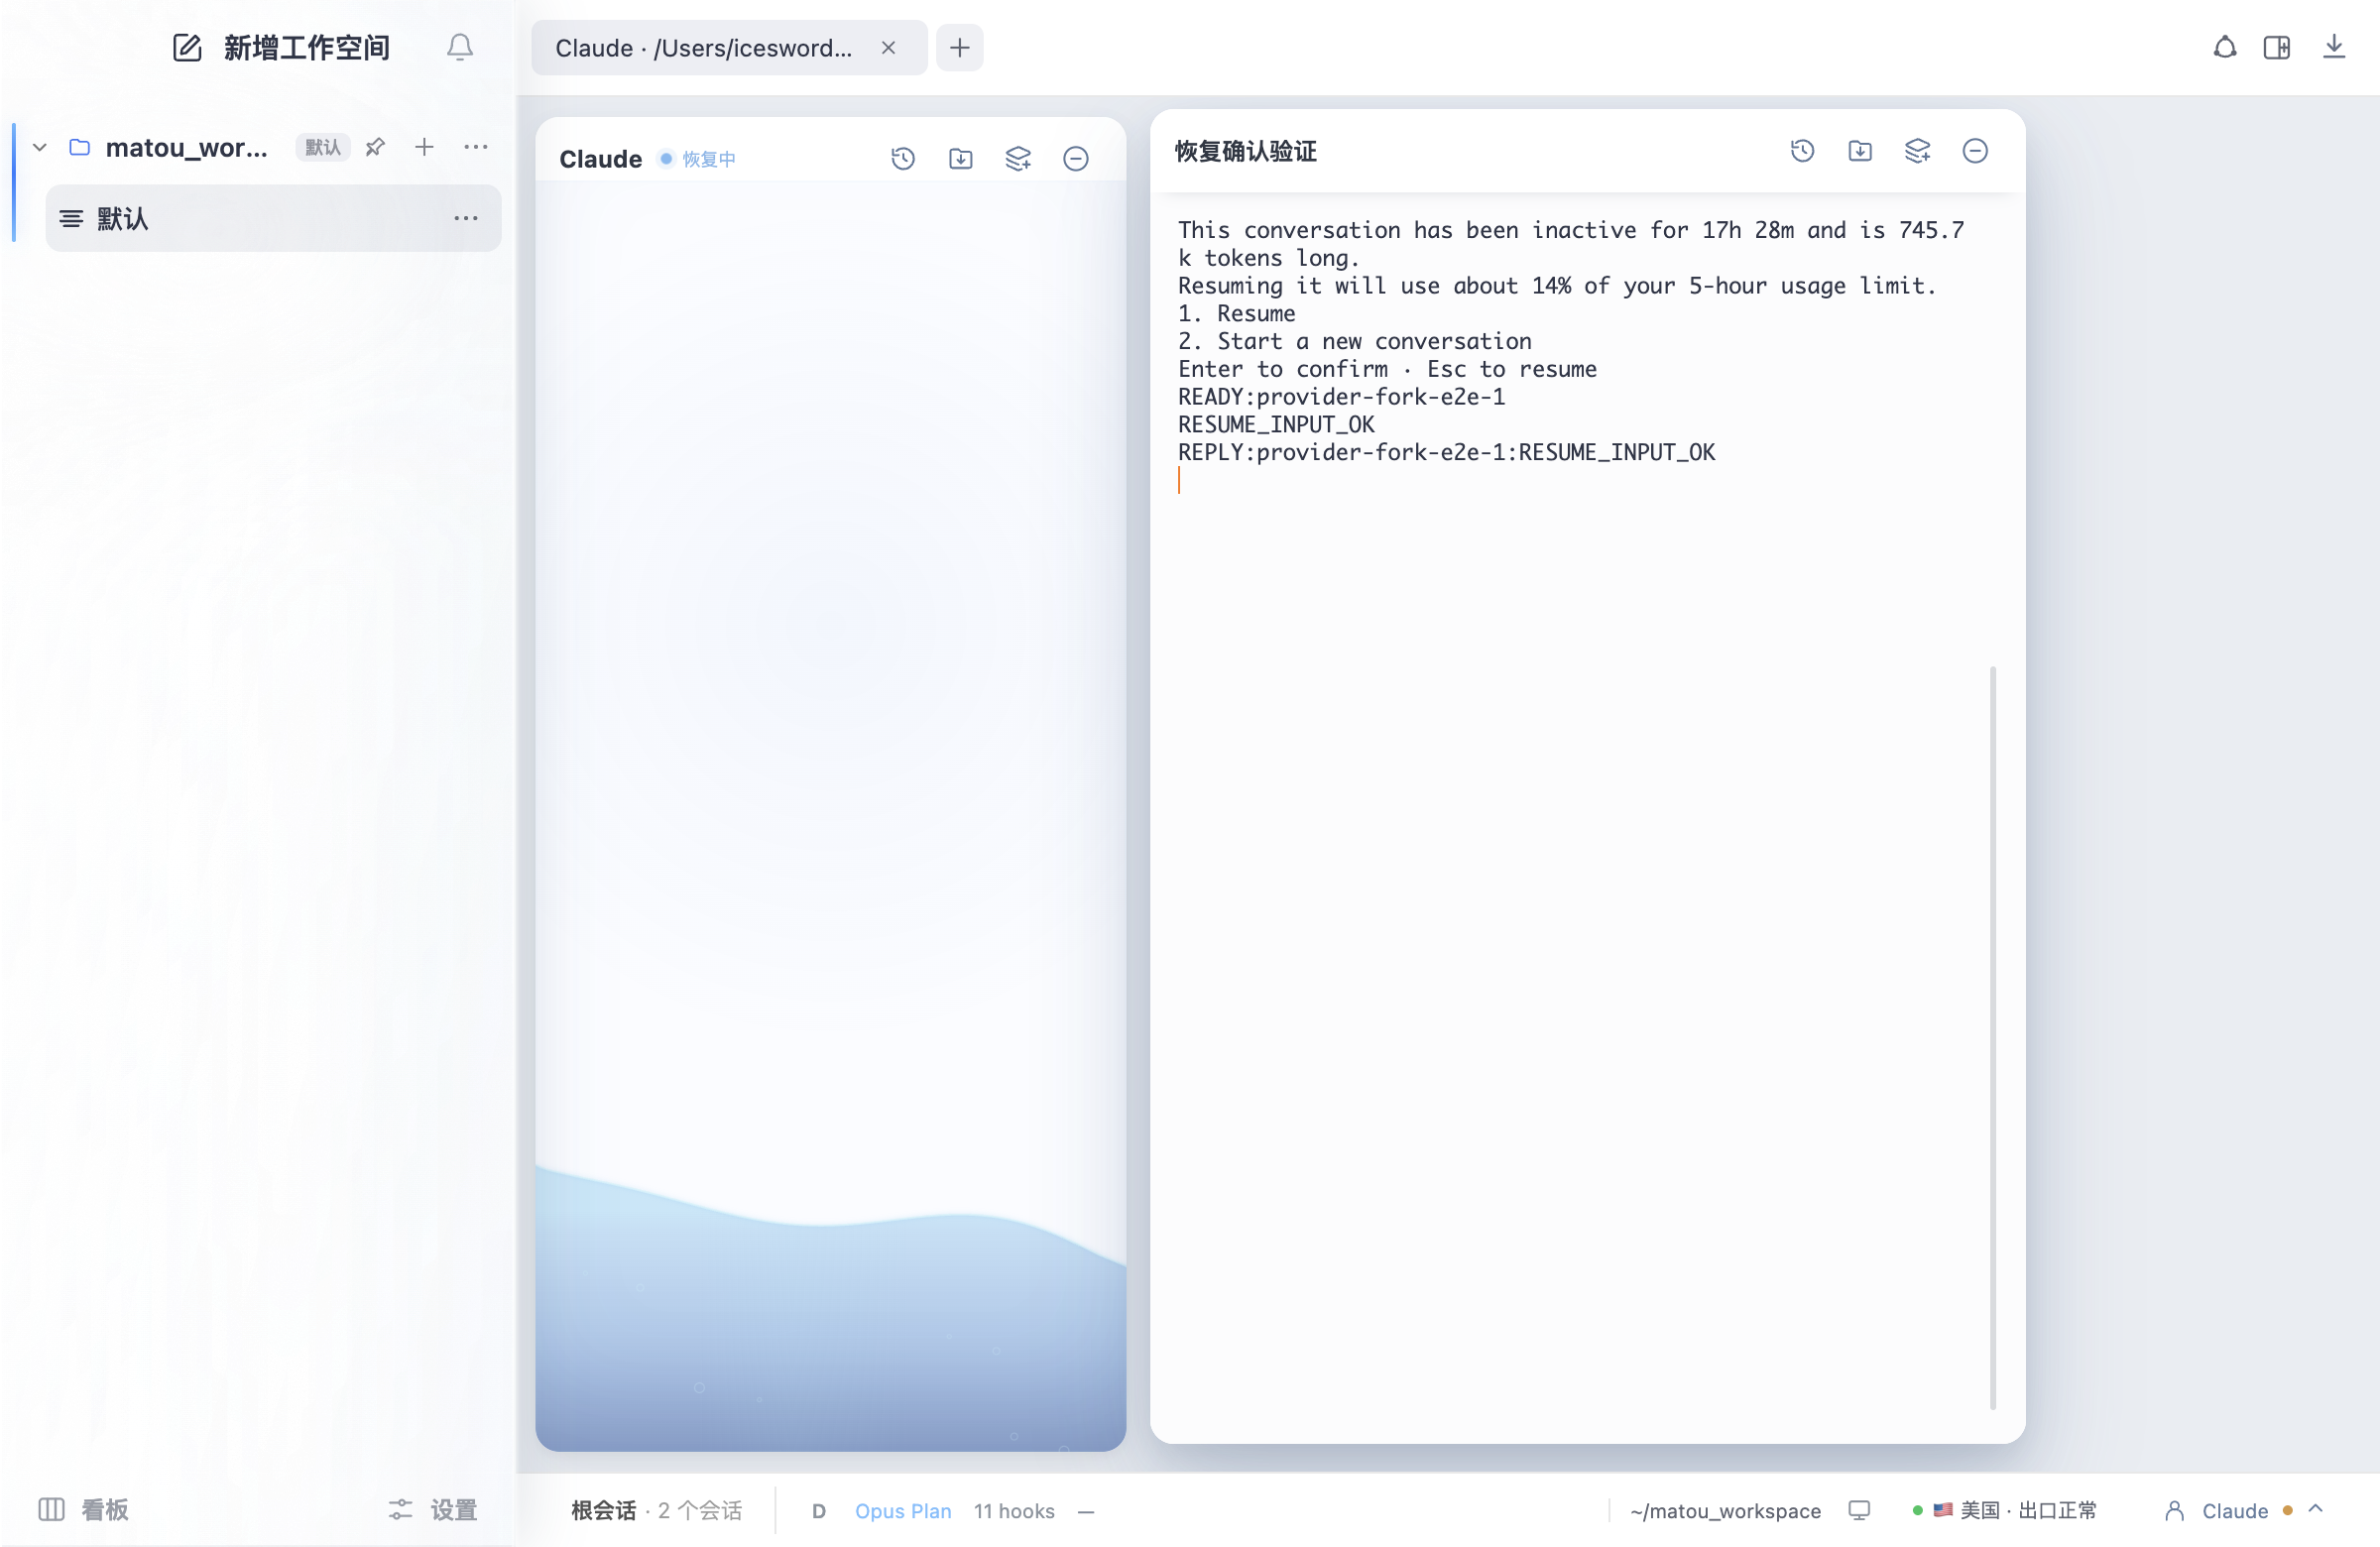 新增工作空间
Claude · /Users/icesword...
matou_wor...
默认
默认
Claude
恢复中
恢复确认验证
This conversation has been inactive for 17h 28m and is 745.7
k tokens long.
Resuming it will use about 14% of your 5-hour usage limit.
1. Resume
2. Start a new conversation
Enter to confirm · Esc to resume
READY:provider-fork-e2e-1
RESUME_INPUT_OK
REPLY:provider-fork-e2e-1:RESUME_INPUT_OK
看板
设置
根会话 · 2 个会话
D
Opus Plan
11 hooks
—
~/matou_workspace
🇺🇸 美国 · 出口正常
Claude